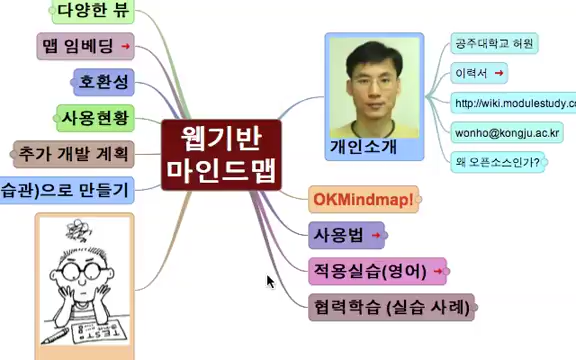 다양한 뷰
맵 임베딩
호환성
사용현황
추가 개발 계획
습관)으로 만들기
웹기반
마인드맵
개인소개
공주대학교 허원
이력서
http://wiki.modulestudy.co
wonho@kongju.ac.kr
왜 오픈소스인가?
OKMindmap!
사용법
적용실습(영어)
협력학습 (실습 사례)